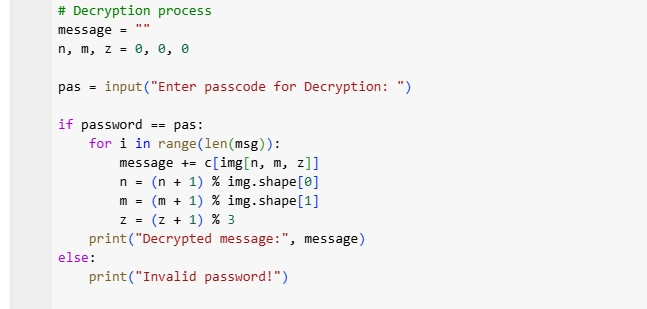 # Decryption process
message = ""
n, m, z = 0, 0, 0
pas = input("Enter passcode for Decryption: ")
if password == pas:
    for i in range(len(msg)):
        message += c[img[n, m, z]]
        n = (n + 1) % img.shape[0]
        m = (m + 1) % img.shape[1]
        z = (z + 1) % 3
    print("Decrypted message:", message)
else:
    print("Invalid password!")